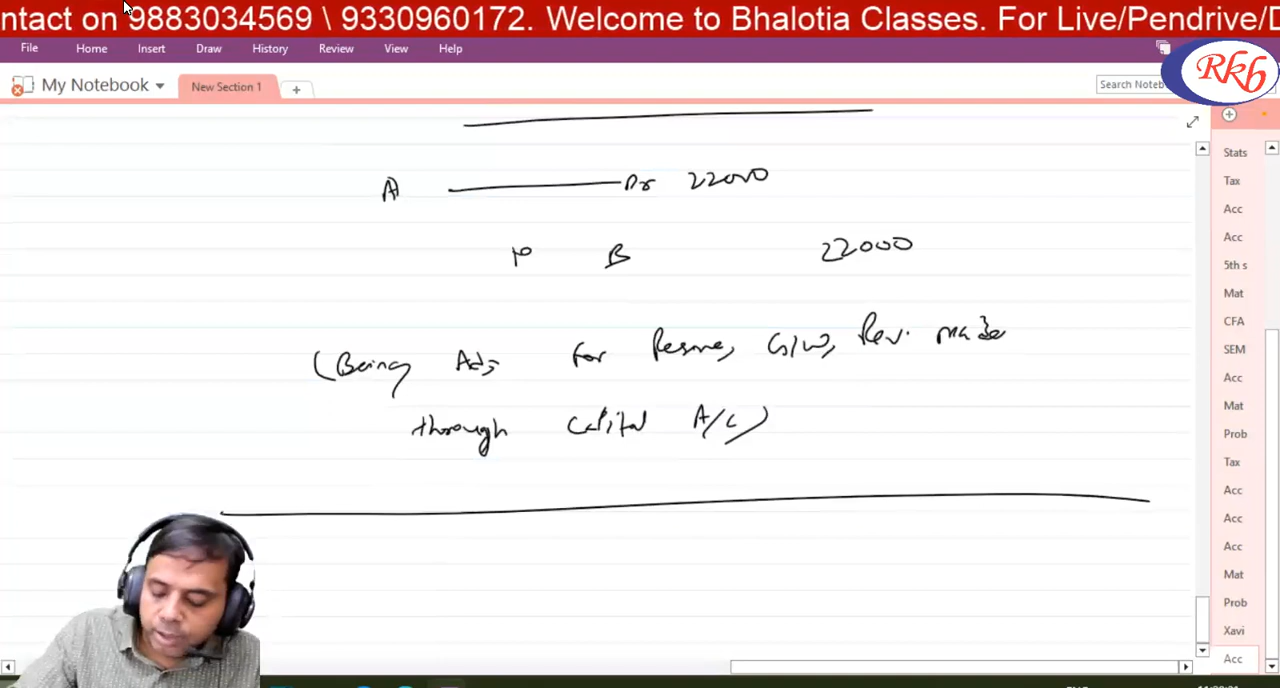 ntact on 9883034569 \ 9330960172. Welcome to Bhalotia Classes. For Live/Pendrive/D
File Home Insert Draw History Review View Help
Rkb
My Notebook New Section 1 + Search Noteb
Stats
Tax
Acc
Acc
5th s
Mat
CFA
SEM
Acc
Mat
Prob
Tax
Acc
Acc
Acc
Mat
Prob
Xavi
Acc
A Dr 22000
B 22000
(Being Adj for Reserve, G/W, Rev. made
through Capital A/C)